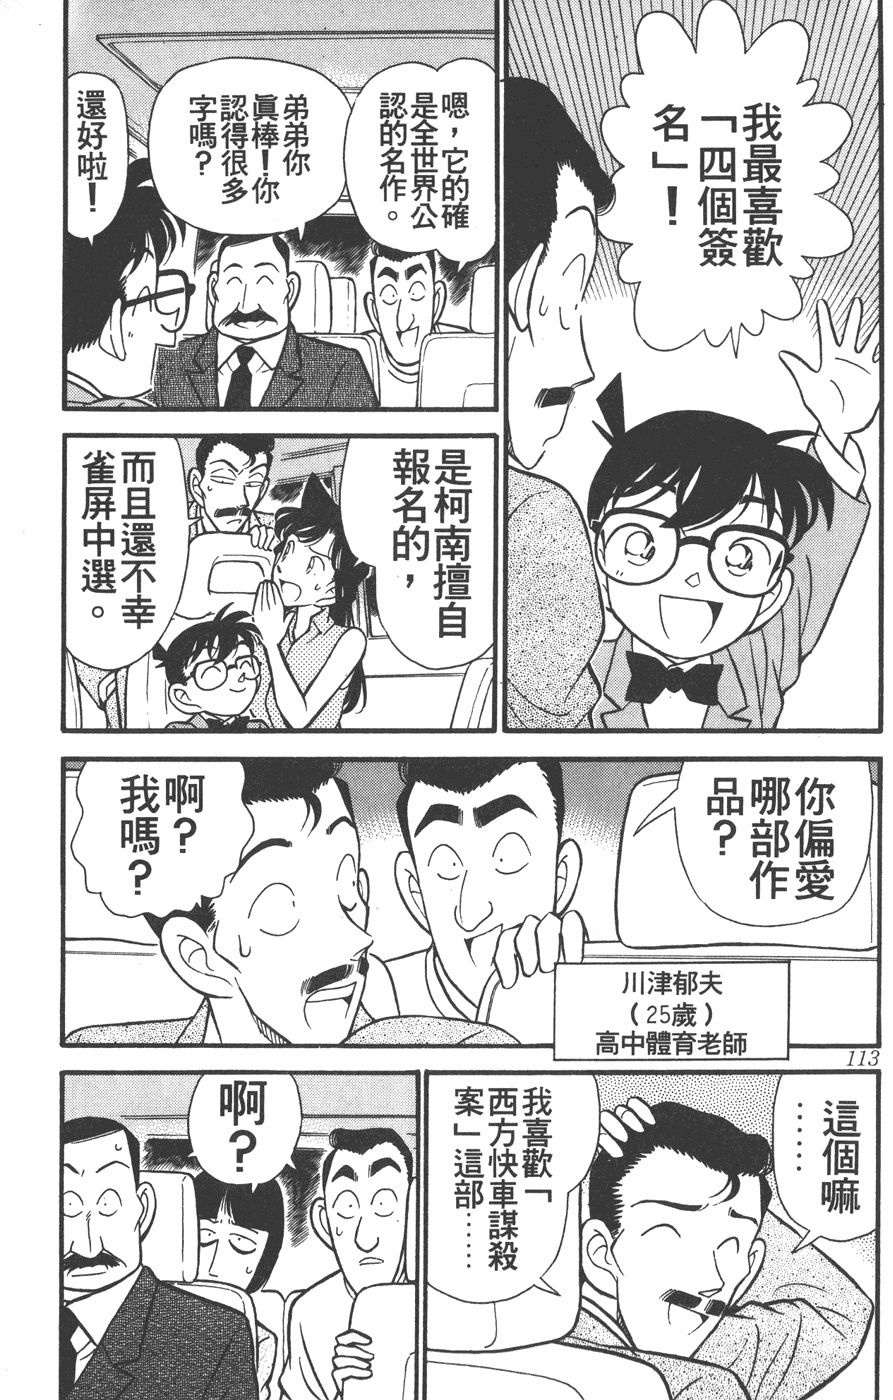 我最喜歡
「四個簽
名」！
嗯，它的確
是全世界公
認的名作。
弟弟你
真棒！你
認得很多
字嗎？
還好啦！
是柯南擅自
報名的，
而且還不幸
雀屏中選。
你偏愛
哪部作
品？
啊？
我嗎？
川津郁夫
（25歲）
高中體育老師
113
這個嘛
……
我喜歡「
西方快車謀殺
案」這部……
啊？